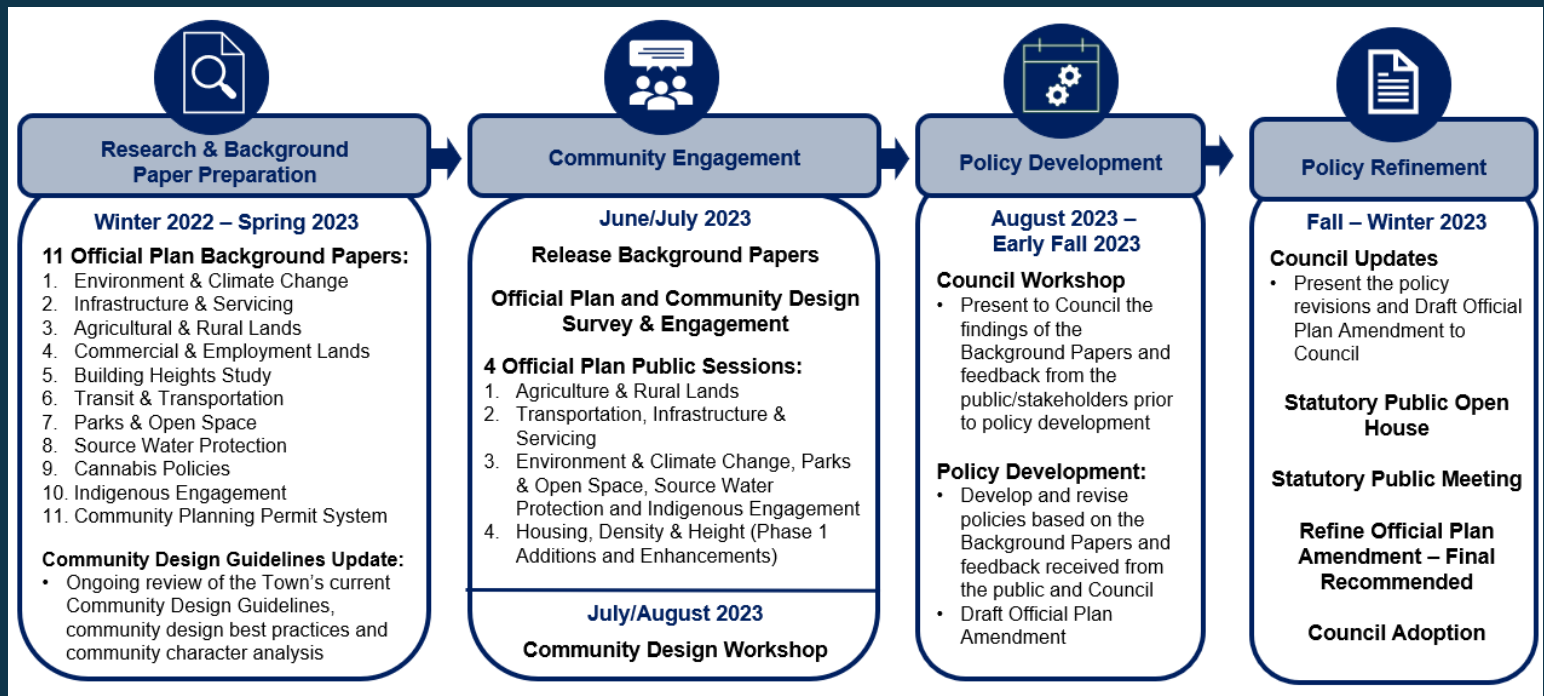 Research & Background
Paper Preparation
Winter 2022 – Spring 2023
11 Official Plan Background Papers:
1. Environment & Climate Change
2. Infrastructure & Servicing
3. Agricultural & Rural Lands
4. Commercial & Employment Lands
5. Building Heights Study
6. Transit & Transportation
7. Parks & Open Space
8. Source Water Protection
9. Cannabis Policies
10. Indigenous Engagement
11. Community Planning Permit System
Community Design Guidelines Update:
• Ongoing review of the Town's current
Community Design Guidelines,
community design best practices and
community character analysis
Community Engagement
June/July 2023
Release Background Papers
Official Plan and Community Design
Survey & Engagement
4 Official Plan Public Sessions:
1. Agriculture & Rural Lands
2. Transportation, Infrastructure &
Servicing
3. Environment & Climate Change, Parks
& Open Space, Source Water
Protection and Indigenous Engagement
4. Housing, Density & Height (Phase 1
Additions and Enhancements)
July/August 2023
Community Design Workshop
Policy Development
August 2023 –
Early Fall 2023
Council Workshop
• Present to Council the
findings of the
Background Papers and
feedback from the
public/stakeholders prior
to policy development
Policy Development:
• Develop and revise
policies based on the
Background Papers and
feedback received from
the public and Council
• Draft Official Plan
Amendment
Policy Refinement
Fall – Winter 2023
Council Updates
• Present the policy
revisions and Draft Official
Plan Amendment to
Council
Statutory Public Open
House
Statutory Public Meeting
Refine Official Plan
Amendment – Final
Recommended
Council Adoption